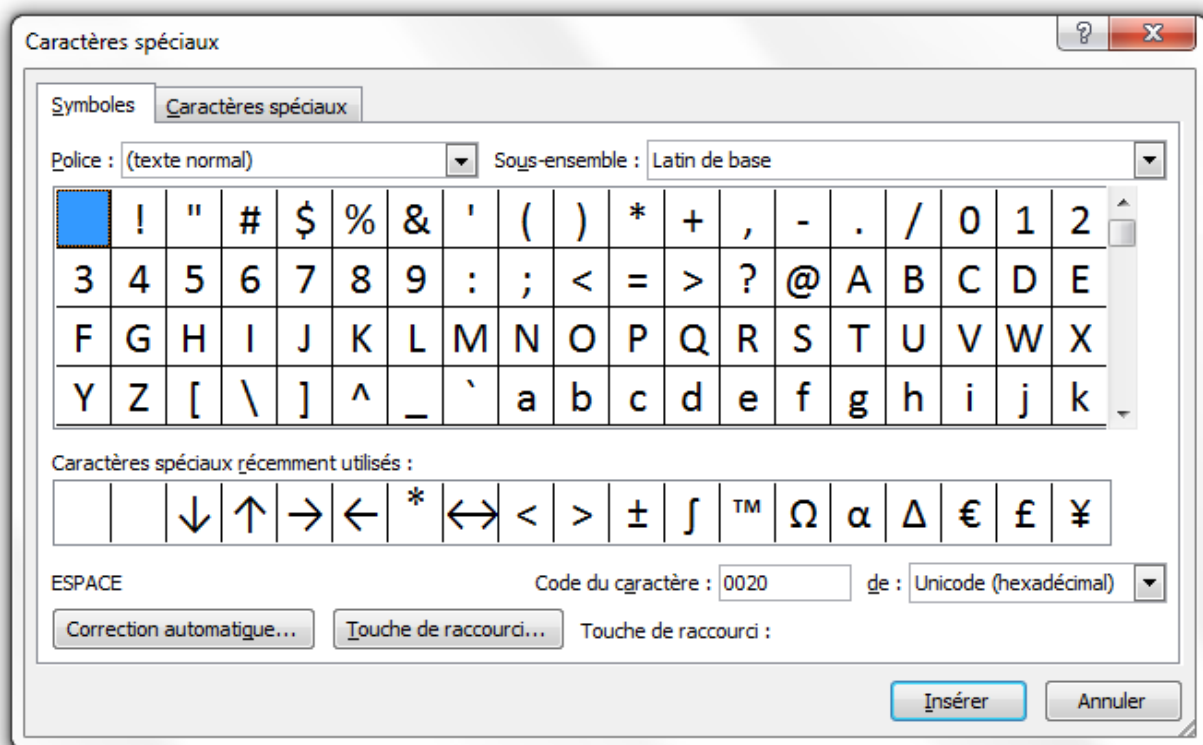 Caractères spéciaux
Symboles Caractères spéciaux
Police : (texte normal) Sous-ensemble : Latin de base
! " # $ % & ' ( ) * + , - . / 0 1 2
3 4 5 6 7 8 9 : ; < = > ? @ A B C D E
F G H I J K L M N O P Q R S T U V W X
Y Z [ \ ] ^ _ ` a b c d e f g h i j k
Caractères spéciaux récemment utilisés :
↓ ↑ → ← * ↔ < > ± ∫ ™ Ω α Δ € £ ¥
ESPACE Code du caractère : 0020 de : Unicode (hexadécimal)
Correction automatique... Touche de raccourci... Touche de raccourci :
Insérer Annuler